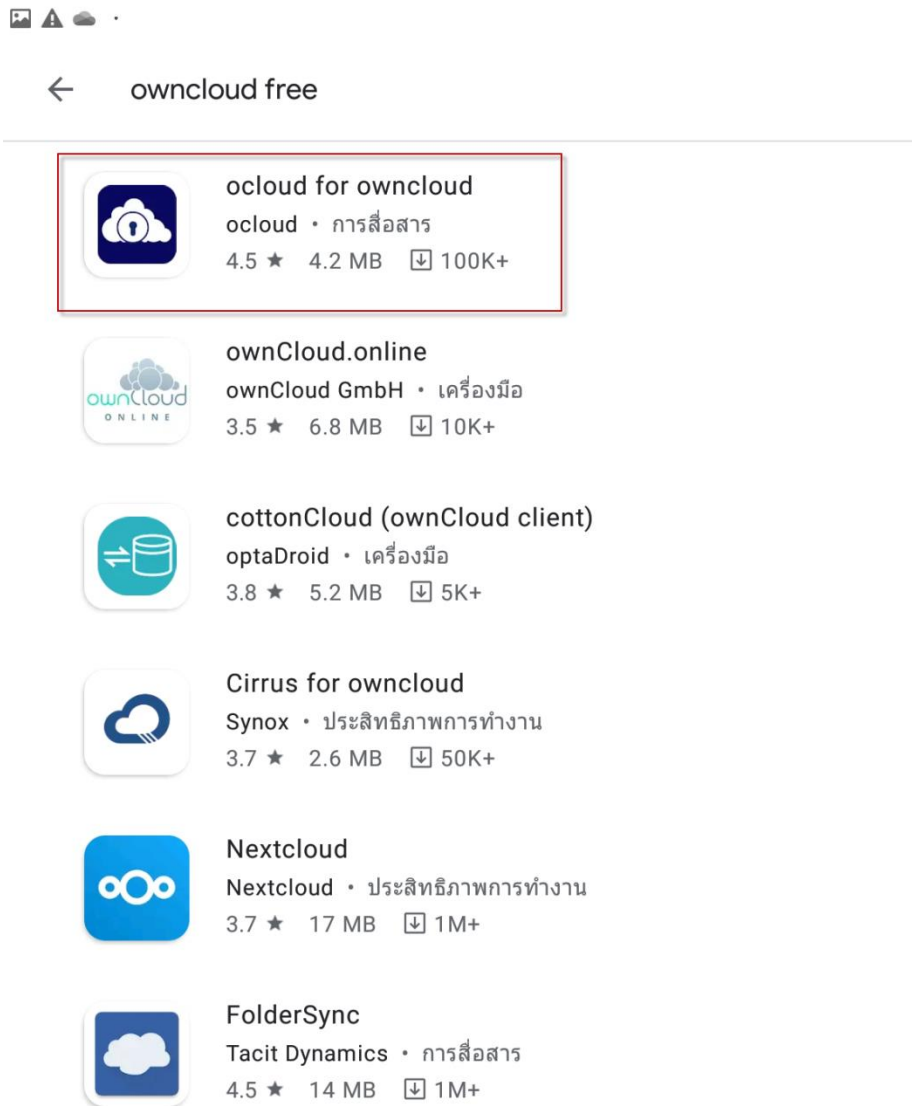 owncloud free
ocloud for owncloud
ocloud • การสื่อสาร
4.5 ★ 4.2 MB 100K+
ownCloud.online
ownCloud
ONLINE
ownCloud GmbH • เครื่องมือ
3.5 ★ 6.8 MB 10K+
cottonCloud (ownCloud client)
optaDroid • เครื่องมือ
3.8 ★ 5.2 MB 5K+
Cirrus for owncloud
Synox • ประสิทธิภาพการทำงาน
3.7 ★ 2.6 MB 50K+
Nextcloud
Nextcloud • ประสิทธิภาพการทำงาน
3.7 ★ 17 MB 1M+
FolderSync
Tacit Dynamics • การสื่อสาร
4.5 ★ 14 MB 1M+